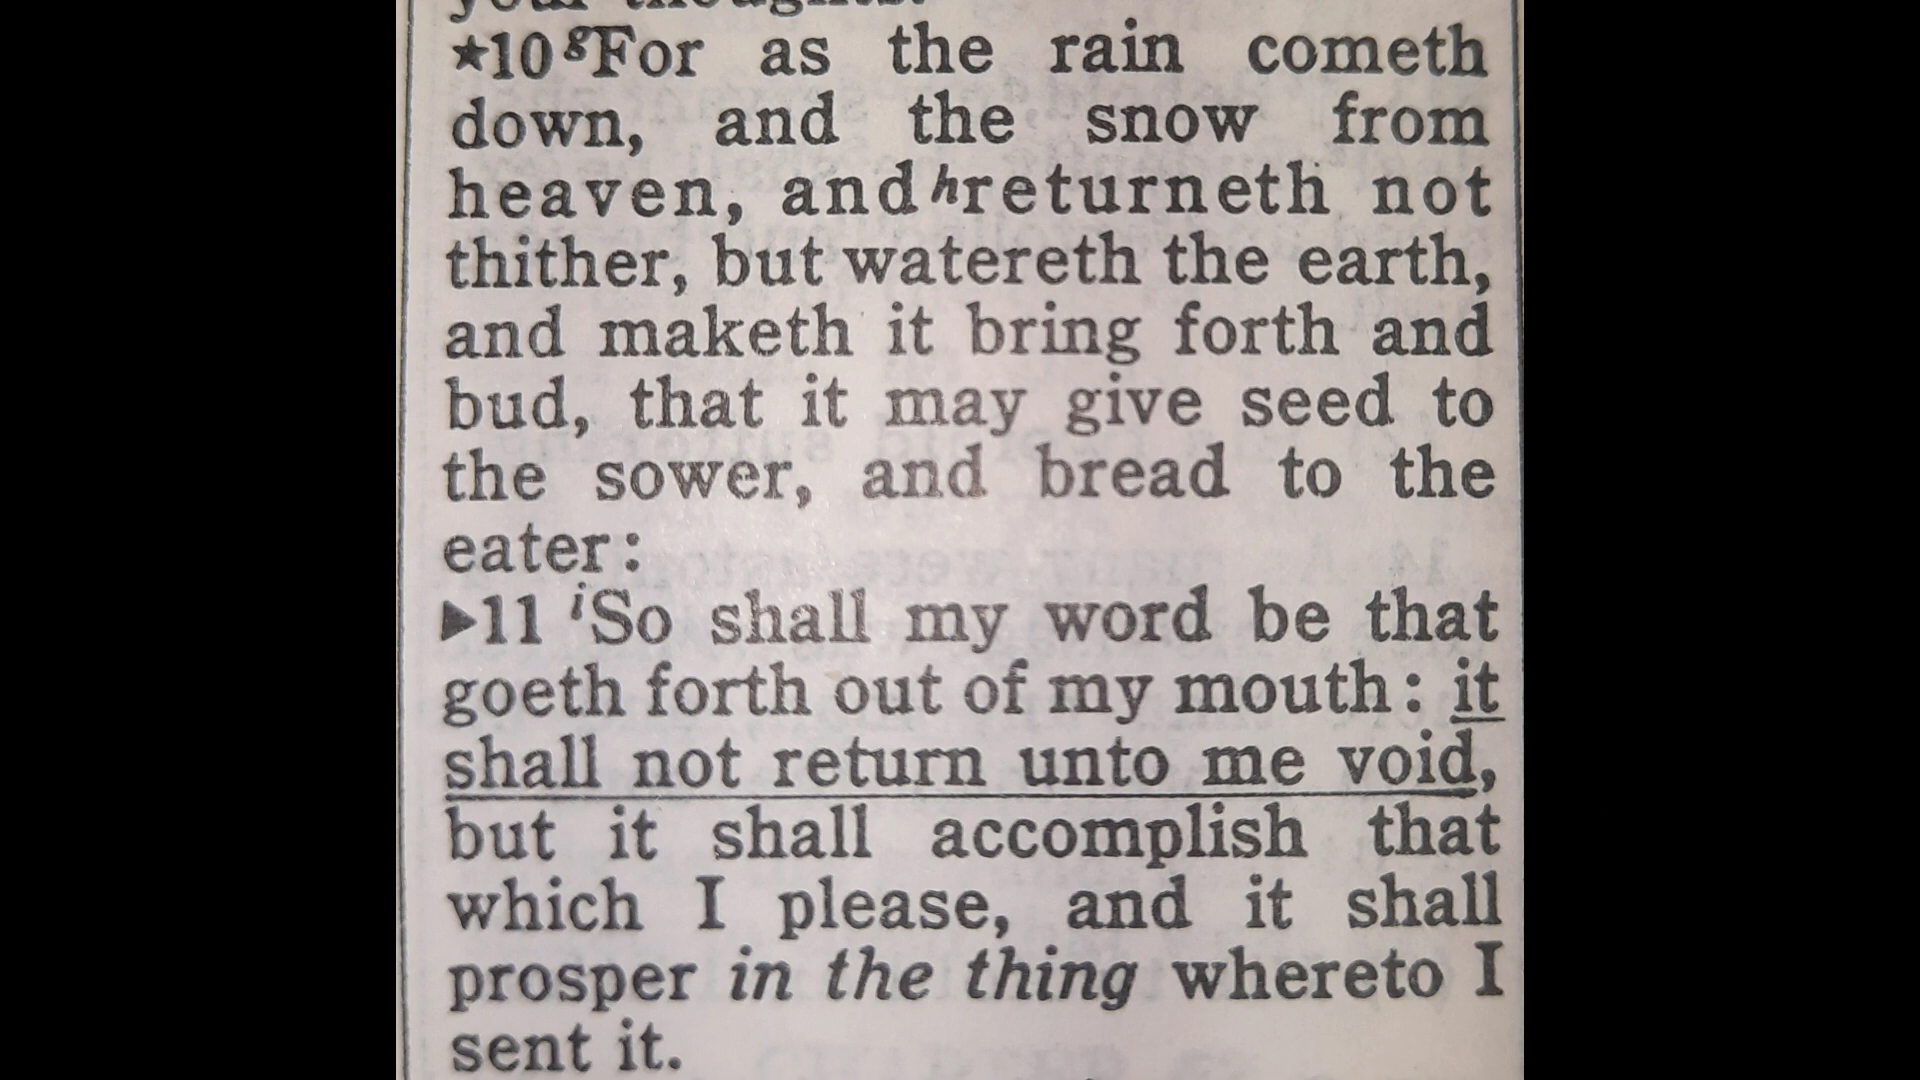 your thoughts.
★10 gFor as the rain cometh
down, and the snow from
heaven, and hreturneth not
thither, but watereth the earth,
and maketh it bring forth and
bud, that it may give seed to
the sower, and bread to the
eater:
►11 iSo shall my word be that
goeth forth out of my mouth: it
shall not return unto me void,
but it shall accomplish that
which I please, and it shall
prosper in the thing whereto I
sent it.